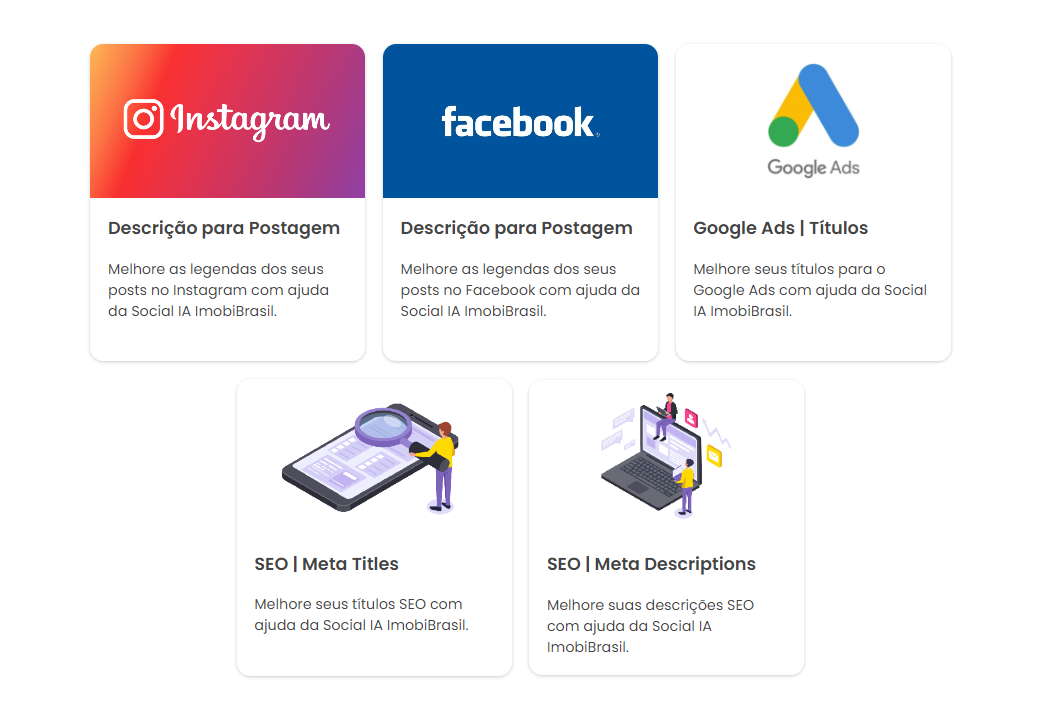 Instagram
facebook
Google Ads
Descrição para Postagem
Melhore as legendas dos seus
posts no Instagram com ajuda
da Social IA ImobiBrasil.
Descrição para Postagem
Melhore as legendas dos seus
posts no Facebook com ajuda da
Social IA ImobiBrasil.
Google Ads | Títulos
Melhore seus títulos para o
Google Ads com ajuda da Social
IA ImobiBrasil.
SEO | Meta Titles
Melhore seus títulos SEO com
ajuda da Social IA ImobiBrasil.
SEO | Meta Descriptions
Melhore suas descrições SEO
com ajuda da Social IA
ImobiBrasil.